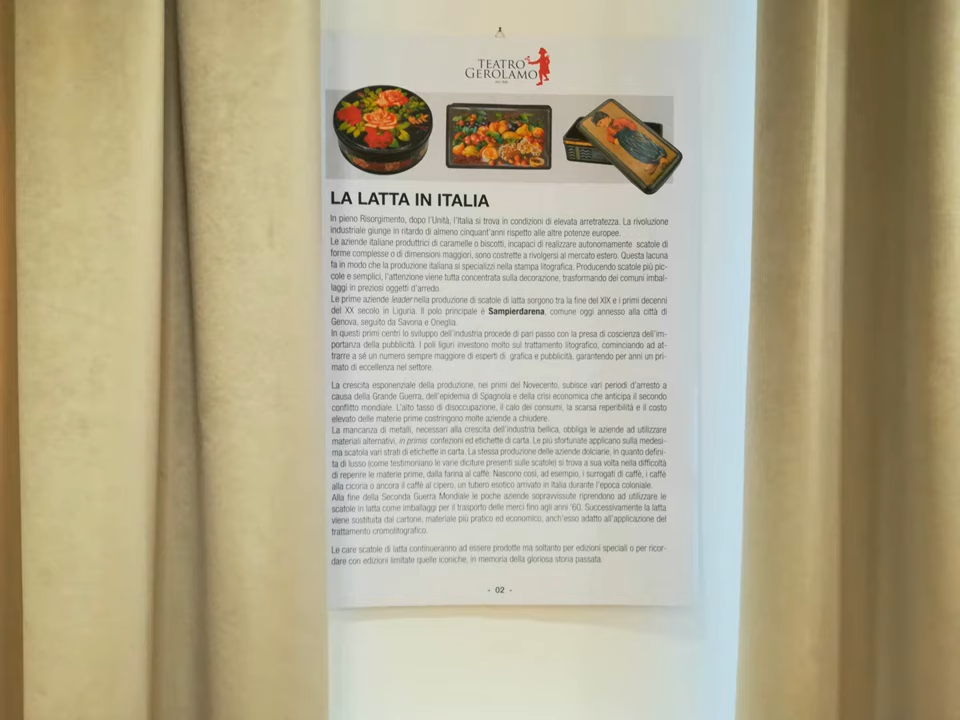 TEATRO
GEROLAMO
LA LATTA IN ITALIA
In pieno Risorgimento, dopo l'Unità, l'Italia si trova in condizioni di elevata arretratezza. La rivoluzione
industriale giunge in ritardo di almeno cinquant'anni rispetto alle altre potenze europee.
Le aziende italiane produttrici di caramelle o biscotti, incapaci di realizzare autonomamente scatole di
forme complesse o di dimensioni maggiori, sono costrette a rivolgersi al mercato estero. Questa lacuna
fa in modo che la produzione italiana si specializzi nella stampa litografica. Producendo scatole più pic-
cole e semplici, l'attenzione viene tutta concentrata sulla decorazione, trasformando dei comuni imbal-
laggi in preziosi oggetti d'arredo.
Le prime aziende leader nella produzione di scatole di latta sorgono tra la fine del XIX e i primi decenni
del XX secolo in Liguria. Il polo principale è Sampierdarena, comune oggi annesso alla città di
Genova, seguito da Savona e Oneglia.
In questi primi centri lo sviluppo dell'industria procede di pari passo con la presa di coscienza dell'im-
portanza della pubblicità. I poli liguri investono molto sul trattamento litografico, cominciando ad at-
trarre a sé un numero sempre maggiore di esperti di grafica e pubblicità, garantendo per anni un pri-
mato di eccellenza nel settore.
La crescita esponenziale della produzione, nei primi del Novecento, subisce vari periodi d'arresto a
causa della Grande Guerra, dell'epidemia di Spagnola e della crisi economica che anticipa il secondo
conflitto mondiale. L'alto tasso di disoccupazione, il calo dei consumi, la scarsa reperibilità e il costo
elevato delle materie prime costringono molte aziende a chiudere.
La mancanza di metalli, necessari alla crescita dell'industria bellica, obbliga le aziende ad utilizzare
materiali alternativi, in primis confezioni ed etichette di carta. Le più sfortunate applicano sulla medesi-
ma scatola vari strati di etichette in carta. La stessa produzione delle aziende dolciarie, in quanto defini-
ta di lusso (come testimoniano le varie diciture presenti sulle scatole) si trova a sua volta nella difficoltà
di reperire le materie prime, dalla farina al caffè. Nascono così, ad esempio, i surrogati di caffè, i caffè
alla cicoria o ancora il caffè al cipero, un tubero esotico arrivato in Italia durante l'epoca coloniale.
Alla fine della Seconda Guerra Mondiale le poche aziende sopravvissute riprendono ad utilizzare le
scatole in latta come imballaggi per il trasporto delle merci fino agli anni '60. Successivamente la latta
viene sostituita dal cartone, materiale più pratico ed economico, anch'esso adatto all'applicazione del
trattamento cromolitografico.
Le care scatole di latta continueranno ad essere prodotte ma soltanto per edizioni speciali o per ricor-
dare con edizioni limitate quelle iconiche, in memoria della gloriosa storia passata.
- 02 -